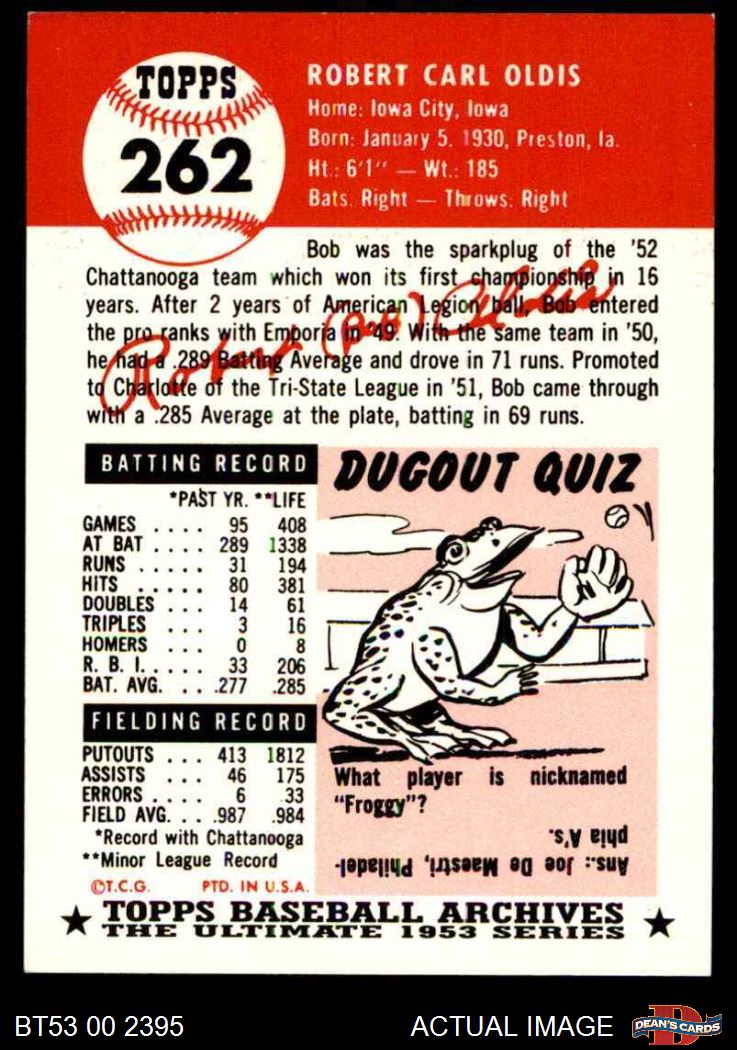 TOPPS
262
ROBERT CARL OLDIS
Home: Iowa City, Iowa
Born: January 5, 1930, Preston, Ia.
Ht.: 6'1" — Wt.: 185
Bats: Right — Throws: Right
Bob was the sparkplug of the '52
Chattanooga team which won its first championship in 16
years. After 2 years of American Legion ball, Bob entered
the pro ranks with Emporia in '49. With the same team in '50,
he had a .289 Batting Average and drove in 71 runs. Promoted
to Charlotte of the Tri-State League in '51, Bob came through
with a .285 Average at the plate, batting in 69 runs.
Robert (Bob) Oldis
BATTING RECORD
*PAST YR. **LIFE
GAMES .... 95 408
AT BAT .... 289 1338
RUNS .... 31 194
HITS ..... 80 381
DOUBLES ... 14 61
TRIPLES ... 3 16
HOMERS ... 0 8
R. B. I. .... 33 206
BAT. AVG. ... .277 .285
FIELDING RECORD
PUTOUTS ... 413 1812
ASSISTS ... 46 175
ERRORS .... 6 33
FIELD AVG. ... .987 .984
*Record with Chattanooga
**Minor League Record
©T.C.G. PTD. IN U.S.A.
DUGOUT QUIZ
What player is nicknamed
"Froggy"?
Ans.: Joe De Maestri, Philadel-
phia A's.
★ TOPPS BASEBALL ARCHIVES ★
THE ULTIMATE 1953 SERIES
BT53 00 2395
ACTUAL IMAGE
DEAN'S CARDS